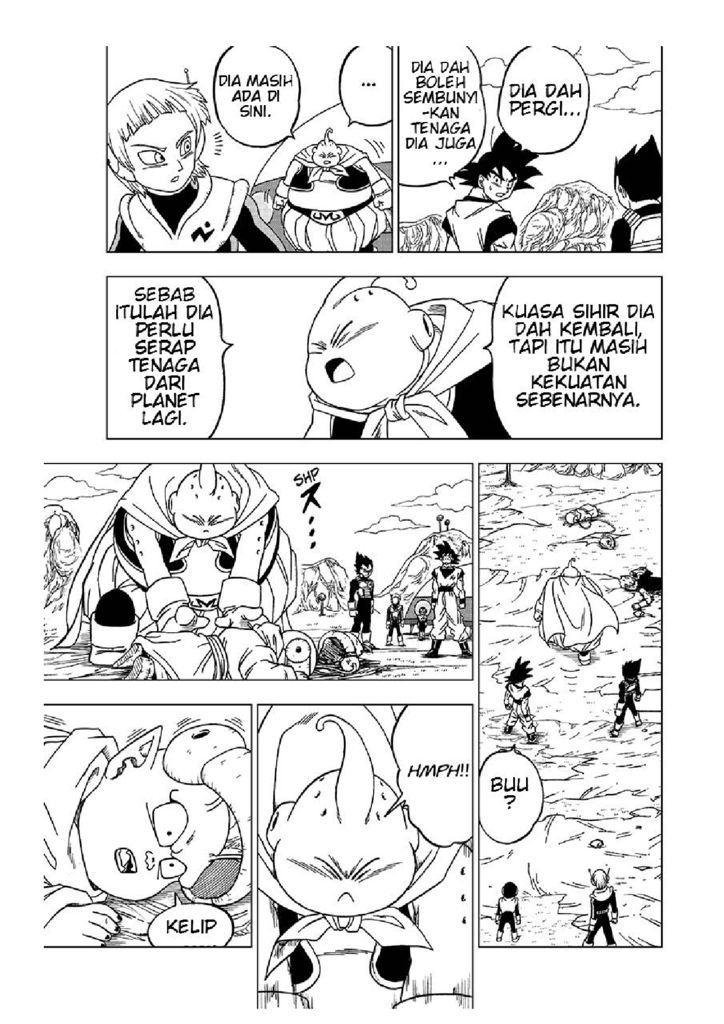 DIA DAH
PERGI...
DIA DAH
BOLEH
SEMBUNYI
-KAN
TENAGA
DIA JUGA
...
...
DIA MASIH
ADA DI
SINI.
KUASA SIHIR DIA
DAH KEMBALI,
TAPI ITU MASIH
BUKAN
KEKUATAN
SEBENARNYA.
SEBAB
ITULAH DIA
PERLU
SERAP
TENAGA
DARI
PLANET
LAGI.
BUU
?
SHP
ス...
HMPH!!
KELIP